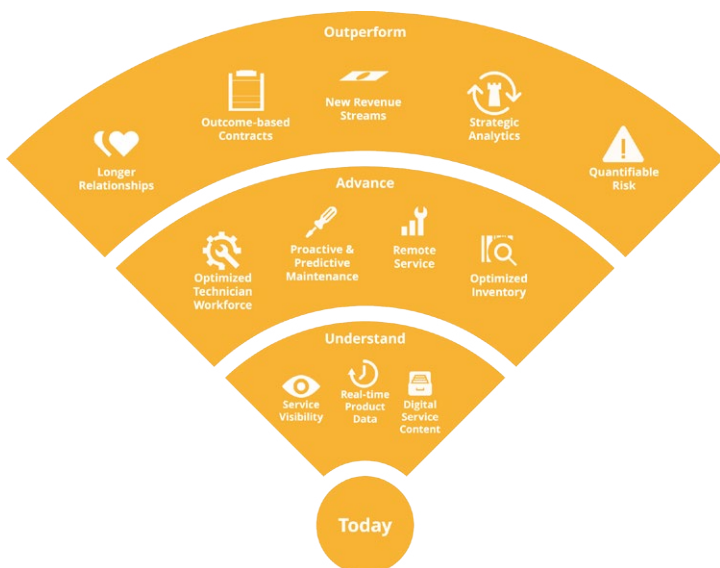 Outperform
Longer
Relationships
Outcome-based
Contracts
New Revenue
Streams
Strategic
Analytics
Quantifiable
Risk
Advance
Optimized
Technician
Workforce
Proactive &
Predictive
Maintenance
Remote
Service
Optimized
Inventory
Understand
Service
Visibility
Real-time
Product
Data
Digital
Service
Content
Today